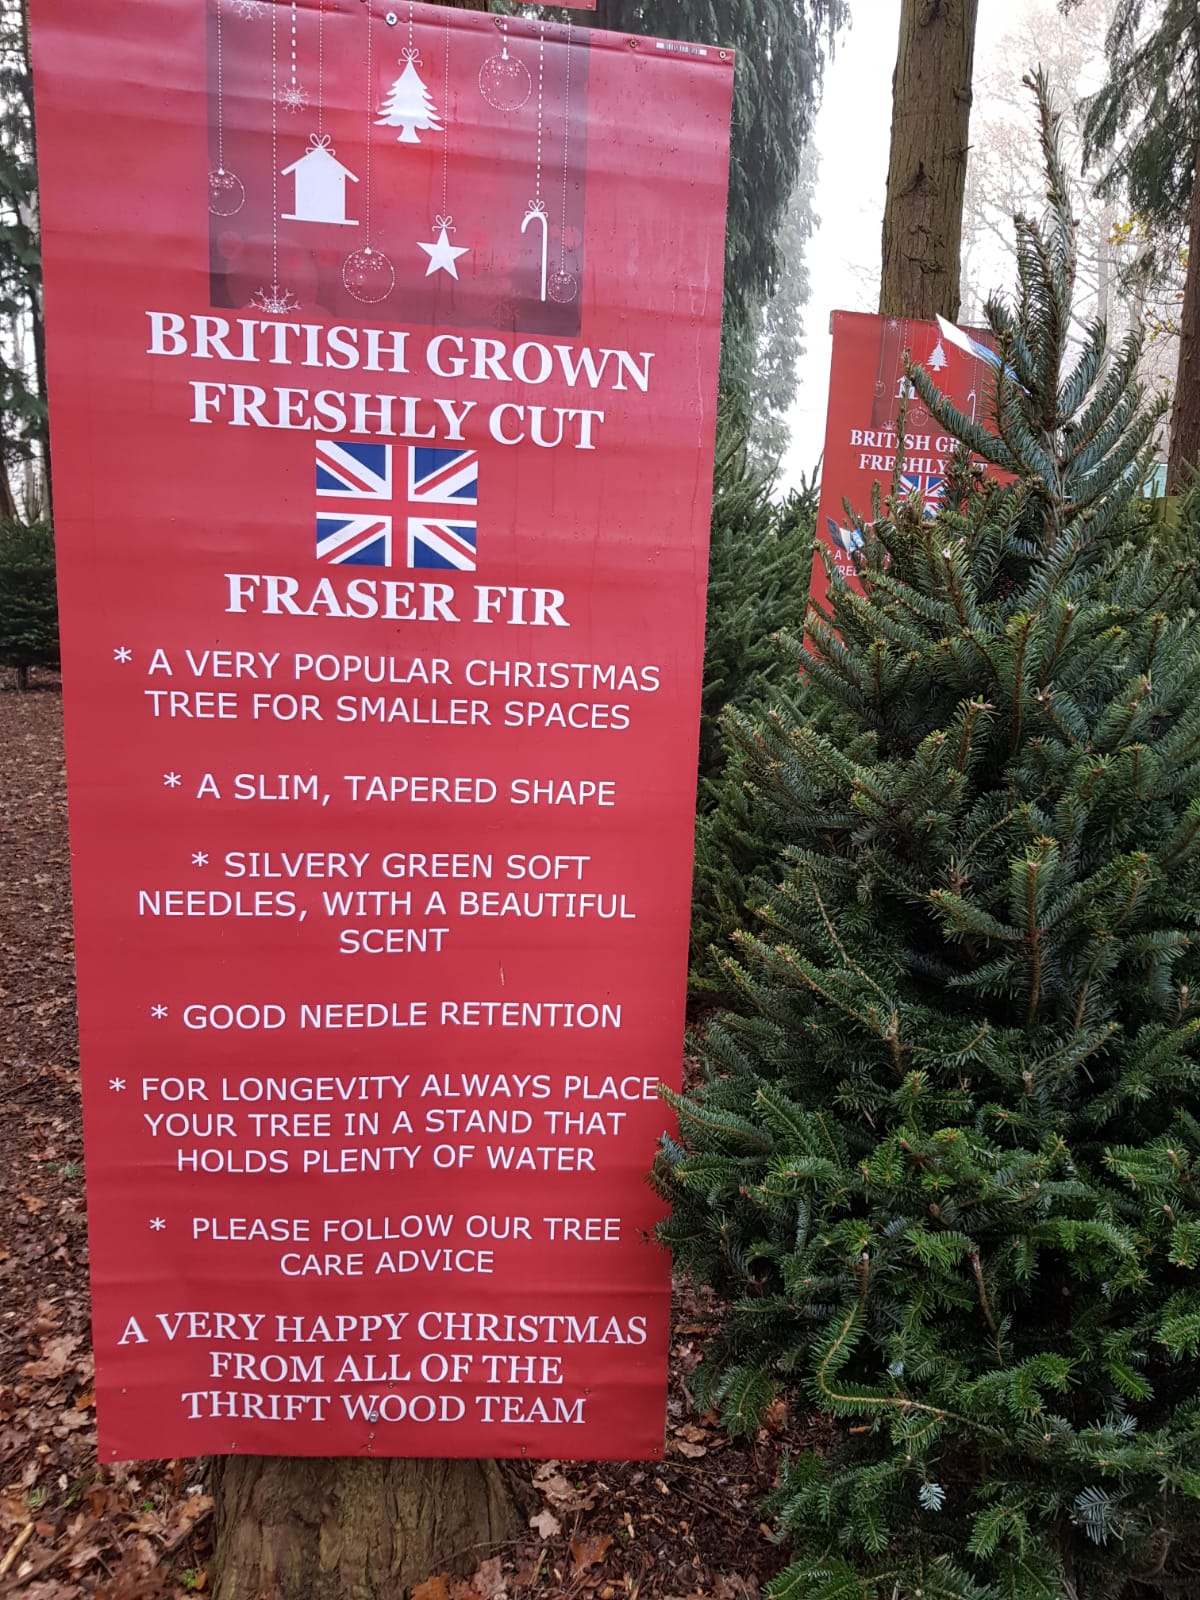 BRITISH GROWN
FRESHLY CUT
FRASER FIR
* A VERY POPULAR CHRISTMAS
TREE FOR SMALLER SPACES
* A SLIM, TAPERED SHAPE
* SILVERY GREEN SOFT
NEEDLES, WITH A BEAUTIFUL
SCENT
* GOOD NEEDLE RETENTION
* FOR LONGEVITY ALWAYS PLACE
YOUR TREE IN A STAND THAT
HOLDS PLENTY OF WATER
* PLEASE FOLLOW OUR TREE
CARE ADVICE
A VERY HAPPY CHRISTMAS
FROM ALL OF THE
THRIFT WOOD TEAM
BRITISH
FRESHLY